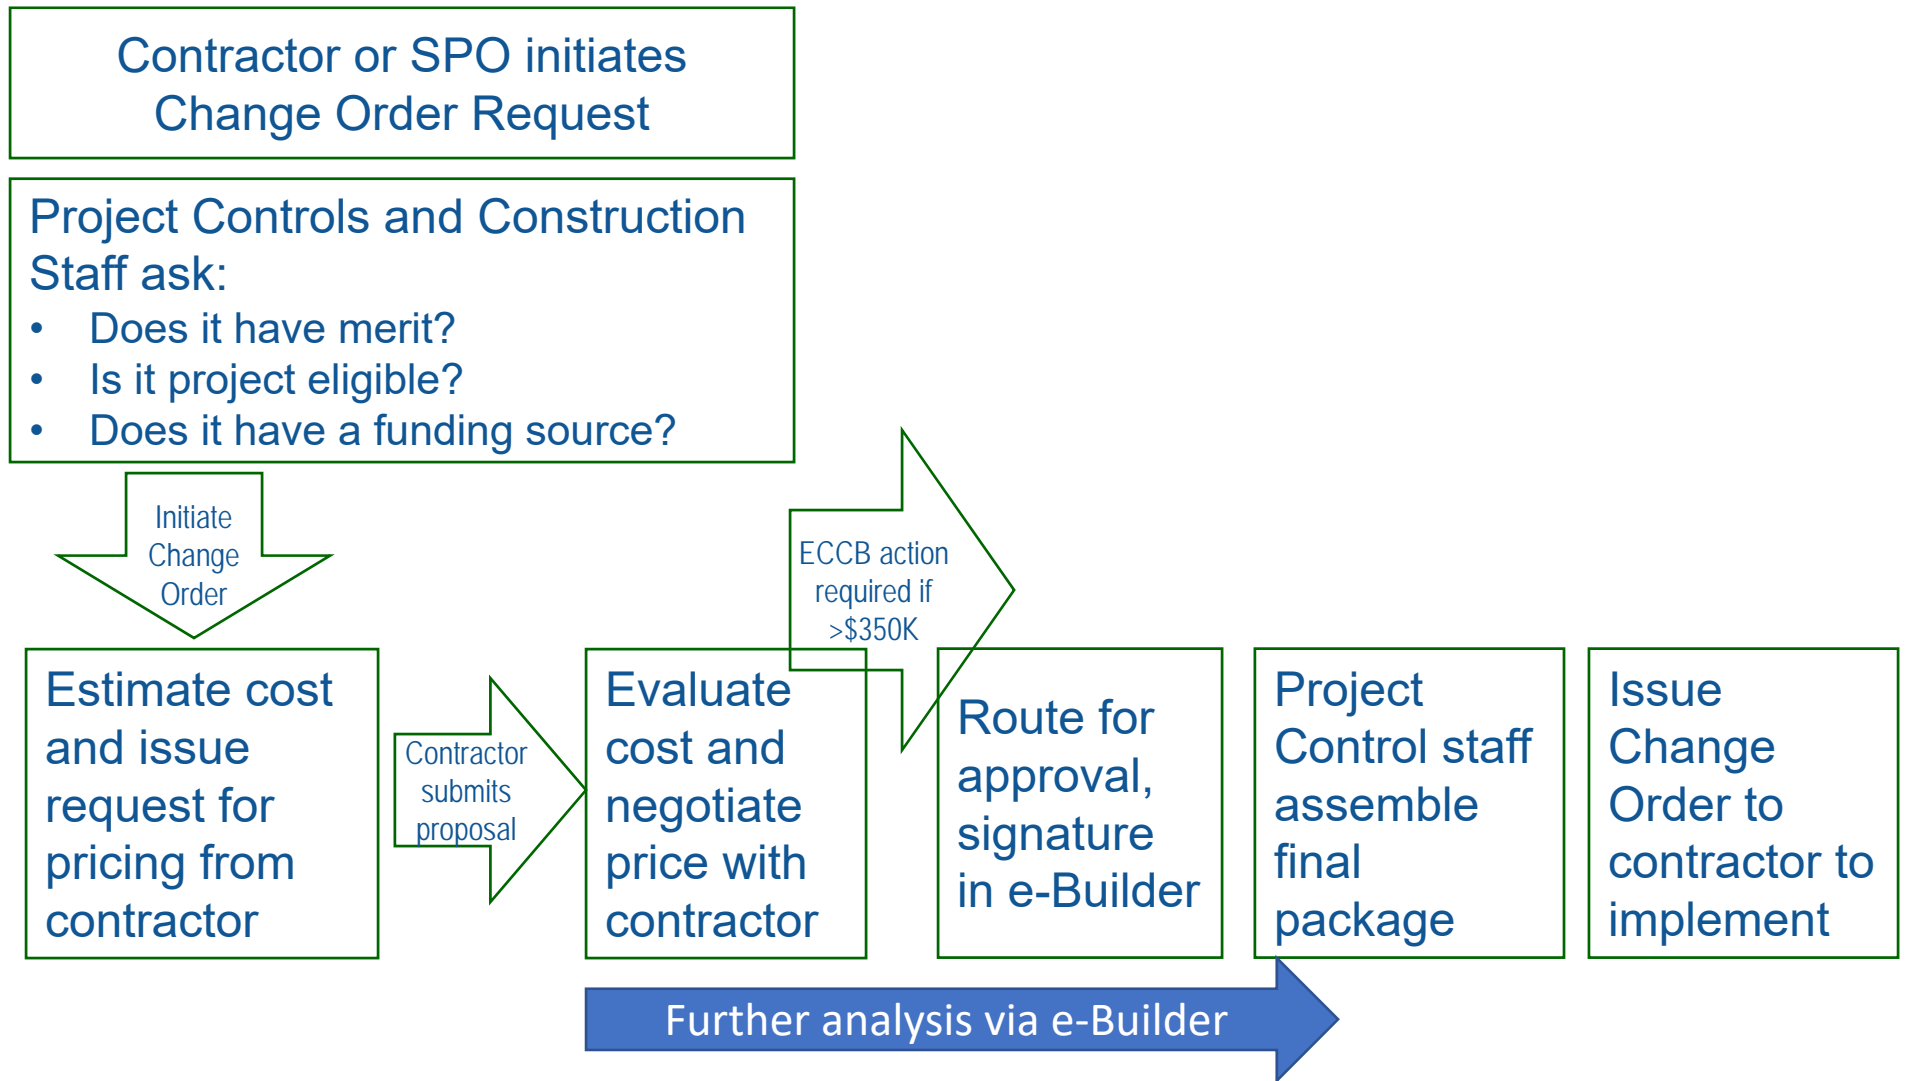 Contractor or SPO initiates
Change Order Request
Project Controls and Construction
Staff ask:
• Does it have merit?
• Is it project eligible?
• Does it have a funding source?
Initiate
Change
Order
ECCB action
required if
>$350K
Estimate cost
and issue
request for
pricing from
contractor
Contractor
submits
proposal
Evaluate
cost and
negotiate
price with
contractor
Route for
approval,
signature
in e-Builder
Project
Control staff
assemble
final
package
Issue
Change
Order to
contractor to
implement
Further analysis via e-Builder